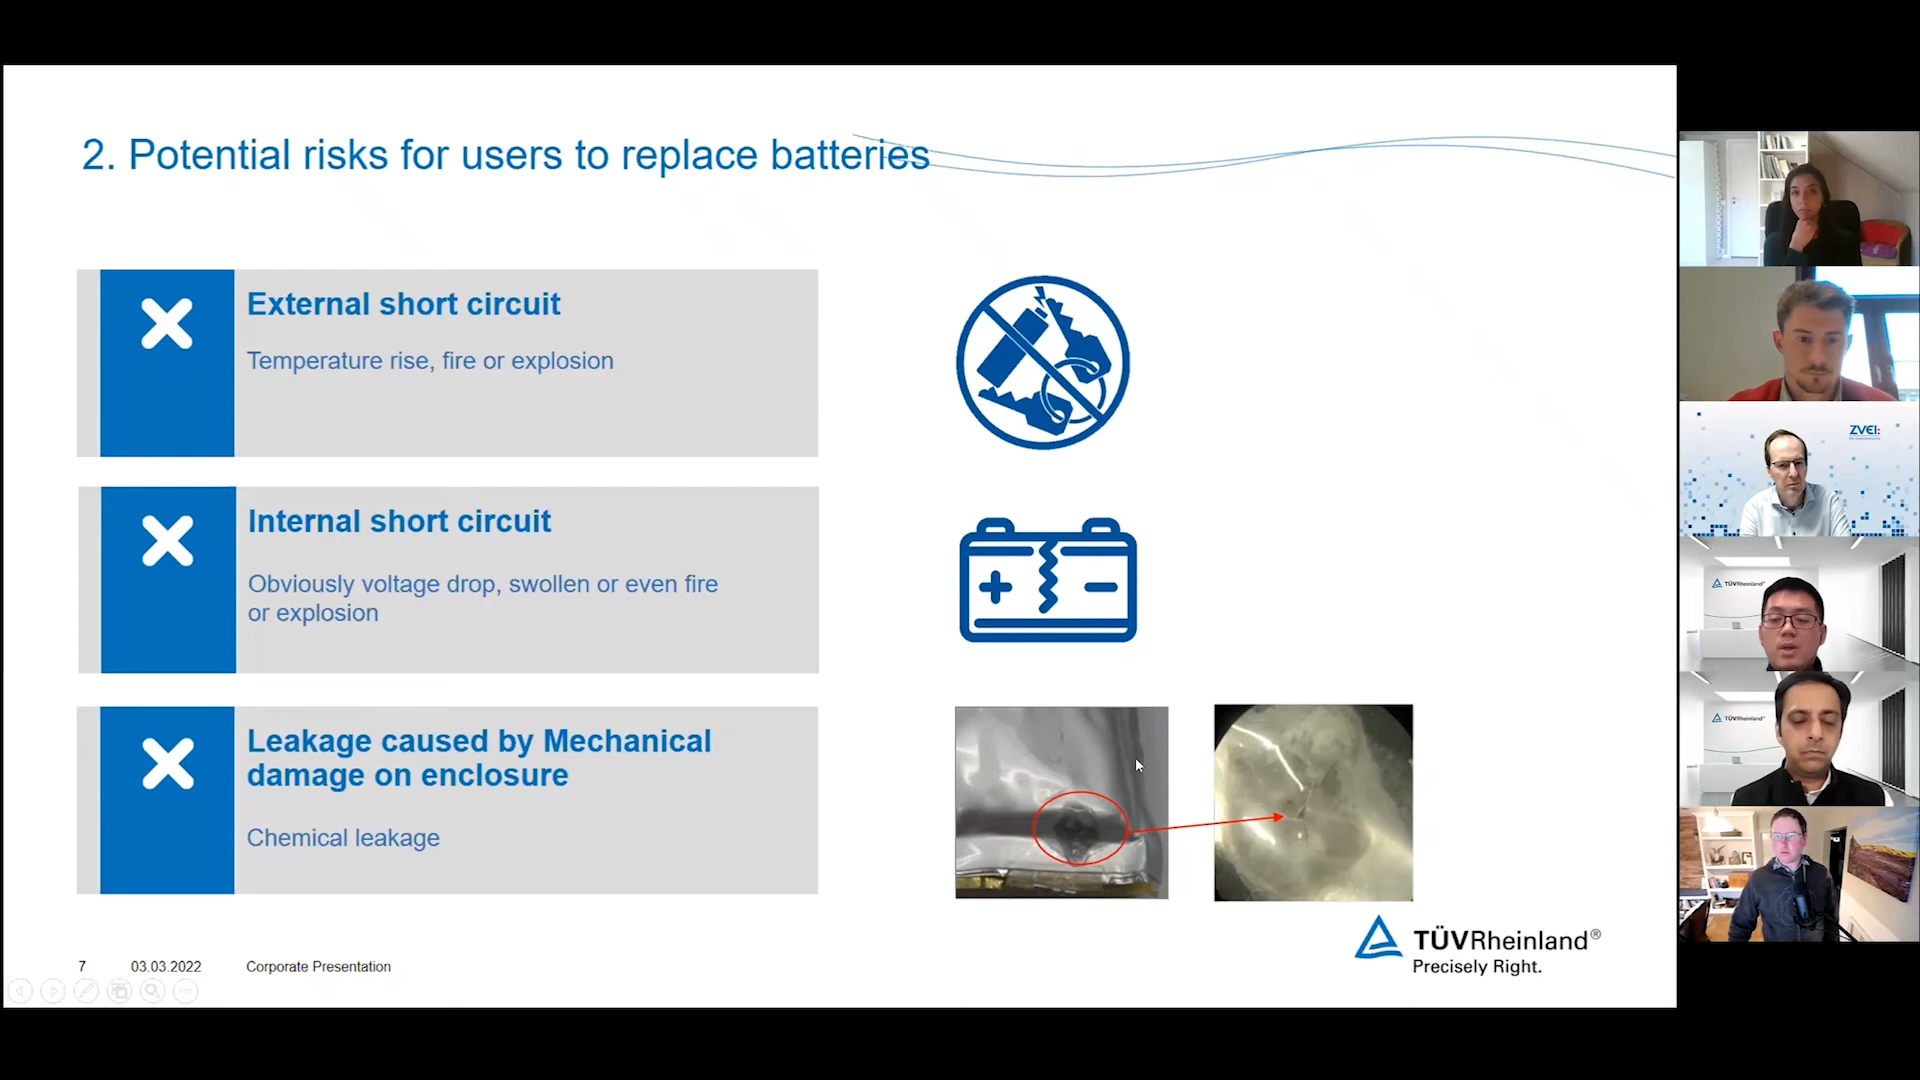 2. Potential risks for users to replace batteries
External short circuit
Temperature rise, fire or explosion
Internal short circuit
Obviously voltage drop, swollen or even fire
or explosion
Leakage caused by Mechanical
damage on enclosure
Chemical leakage
7 03.03.2022 Corporate Presentation
TÜVRheinland®
Precisely Right.
ZVEI:
TÜVRheinland®
TÜVRheinland®